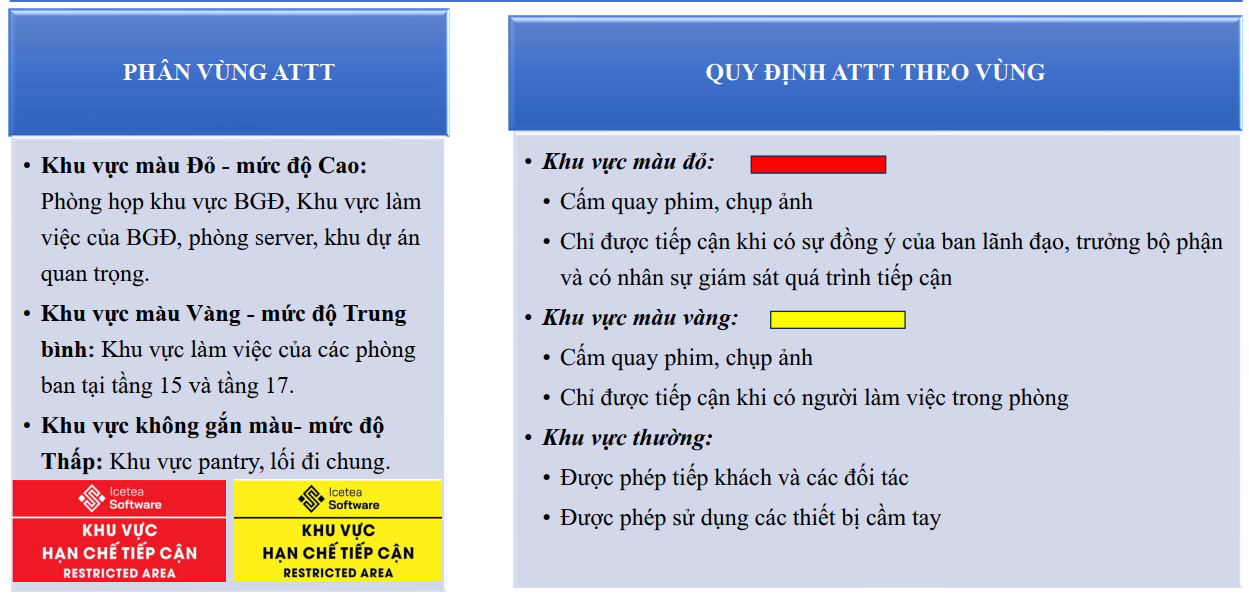 PHÂN VÙNG ATTT
• Khu vực màu Đỏ - mức độ Cao:
Phòng họp khu vực BGĐ, Khu vực làm
việc của BGĐ, phòng server, khu dự án
quan trọng.
• Khu vực màu Vàng - mức độ Trung
bình: Khu vực làm việc của các phòng
ban tại tầng 15 và tầng 17.
• Khu vực không gắn màu- mức độ
Thấp: Khu vực pantry, lối đi chung.
Icetea
Software
KHU VỰC
HẠN CHẾ TIẾP CẬN
RESTRICTED AREA
Icetea
Software
KHU VỰC
HẠN CHẾ TIẾP CẬN
RESTRICTED AREA
QUY ĐỊNH ATTT THEO VÙNG
• Khu vực màu đỏ:
• Cấm quay phim, chụp ảnh
• Chỉ được tiếp cận khi có sự đồng ý của ban lãnh đạo, trưởng bộ phận
và có nhân sự giám sát quá trình tiếp cận
• Khu vực màu vàng:
• Cấm quay phim, chụp ảnh
• Chỉ được tiếp cận khi có người làm việc trong phòng
• Khu vực thường:
• Được phép tiếp khách và các đối tác
• Được phép sử dụng các thiết bị cầm tay